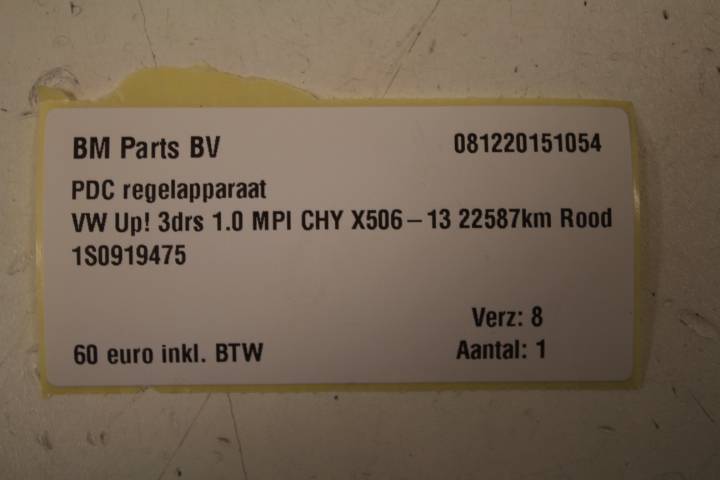 BM Parts BV 081220151054
PDC regelapparaat
VW Up! 3drs 1.0 MPI CHY X506-13 22587km Rood
1S0919475
Verz: 8
60 euro inkl. BTW Aantal: 1